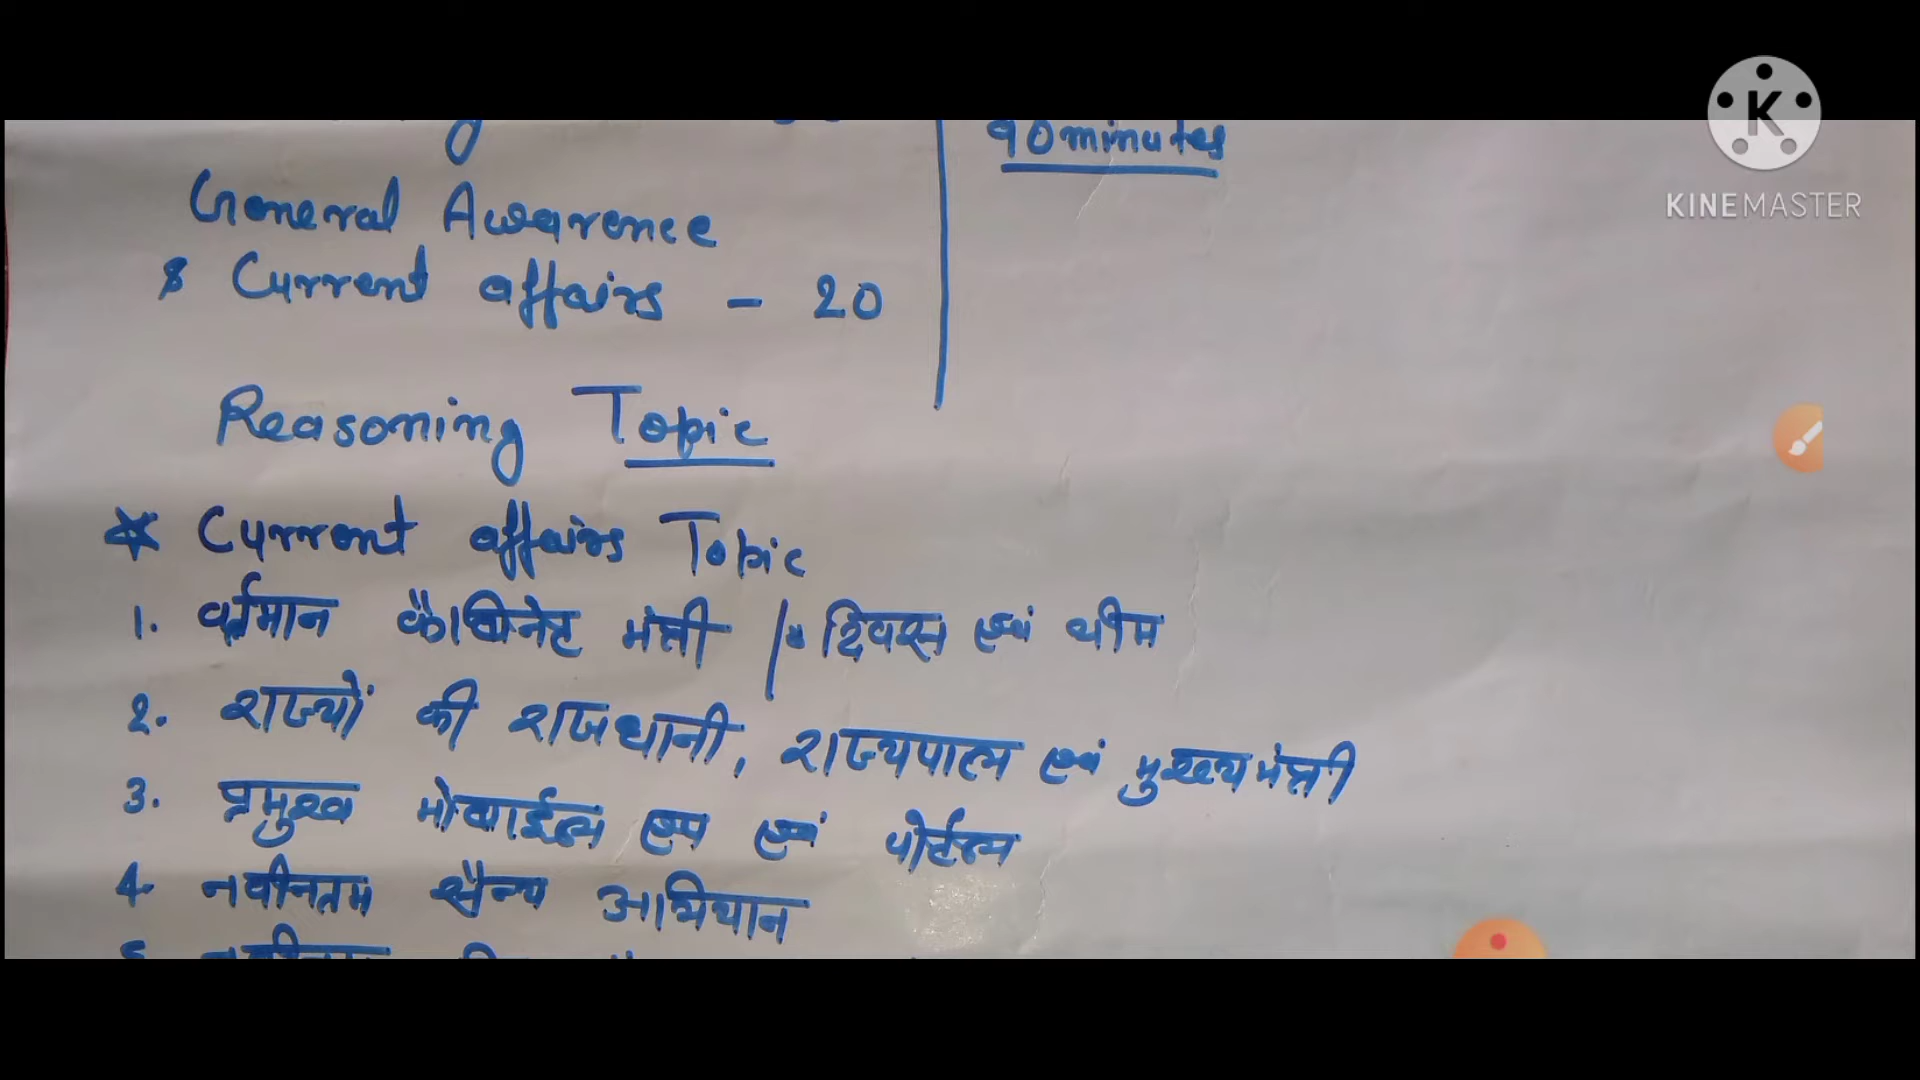 90 minutes
KINEMASTER
General Awarence
& Current affairs - 20
Reasoning Topic
* Current affairs Topic
1. वर्तमान कैबिनेट मंत्री / • दिवस एवं थीम
2. राज्यों की राजधानी, राज्यपाल एवं मुख्यमंत्री
3. प्रमुख मोबाईल एप एवं पोर्टल
4. नवीनतम सैन्य अभियान